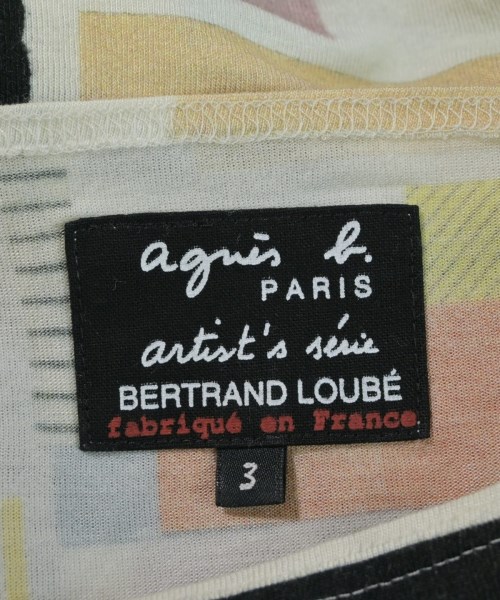 agnès b.
PARIS
artist's série
BERTRAND LOUBÉ
fabriqué en France
3